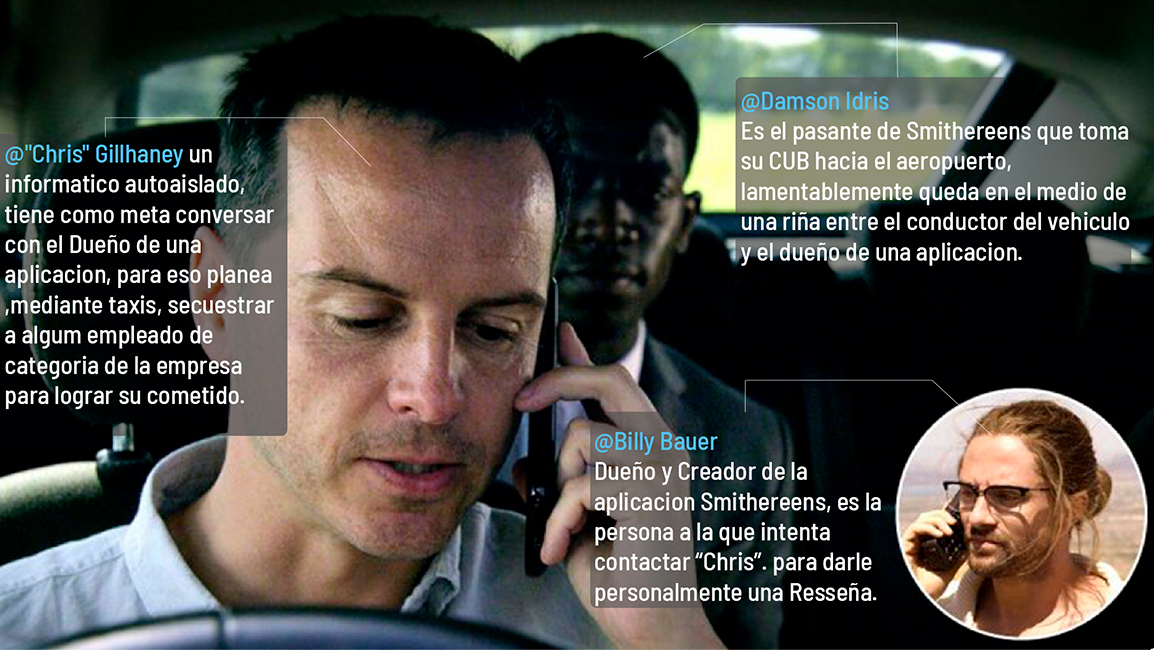 @"Chris" Gillhaney un
informatico autoaislado,
tiene como meta conversar
con el Dueño de una
aplicacion, para eso planea
,mediante taxis, secuestrar
a algum empleado de
categoria de la empresa
para lograr su cometido.
@Damson Idris
Es el pasante de Smithereens que toma
su CUB hacia el aeropuerto,
lamentablemente queda en el medio de
una riña entre el conductor del vehiculo
y el dueño de una aplicacion.
@Billy Bauer
Dueño y Creador de la
aplicacion Smithereens, es la
persona a la que intenta
contactar “Chris”. para darle
personalmente una Resseña.